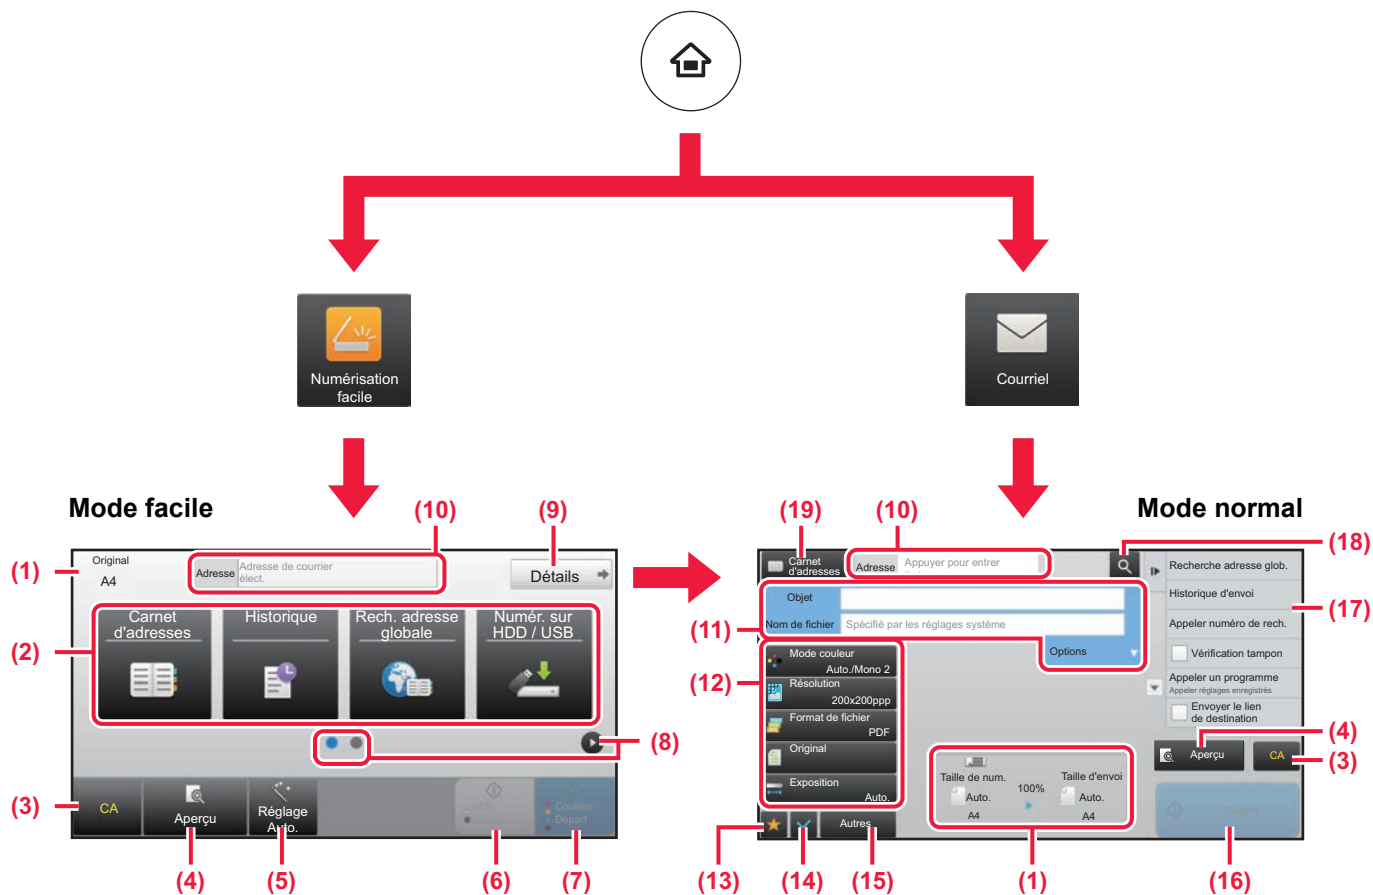 Numérisation
facile
Courriel
Mode facile
Mode normal
(10)
(9)
(19)
(10)
(18)
(1)
Original
A4
Adresse
Adresse de courrier
élect.
Détails
Carnet
d'adresses
Historique
Rech. adresse
globale
Numér. sur
HDD / USB
(2)
(8)
(3)
CA
Aperçu
Réglage
Auto.
Couleur
Départ
(4)
(5)
(6)
(7)
Carnet
d'adresses
Adresse
Appuyer pour entrer
Objet
Nom de fichier
Spécifié par les réglages système
Options
(11)
(12)
Mode couleur
Auto./Mono 2
Résolution
200x200ppp
Format de fichier
PDF
Original
Exposition
Auto.
Autres
Taille de num.
Auto.
A4
100%
Taille d'envoi
Auto.
A4
Recherche adresse glob.
Historique d'envoi
Appeler numéro de rech.
Vérification tampon
Appeler un programme
Appeler réglages enregistrés
Envoyer le lien
de destination
(17)
Aperçu
CA
(4)
(3)
Départ
(13)
(14)
(15)
(1)
(16)